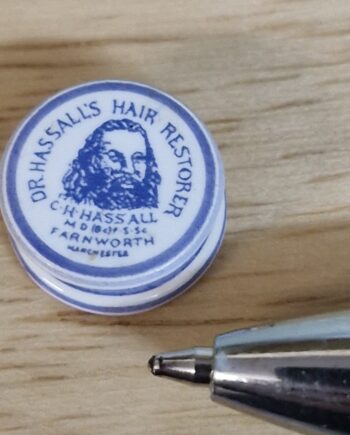 DR. HASSALL'S HAIR RESTORER
C·H·HASSALL
FARNWORTH
MANCHESTER